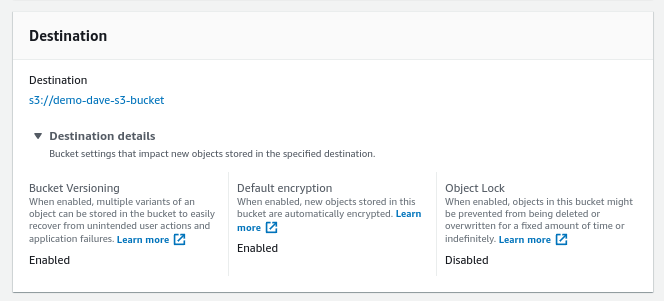 Destination
Destination
s3://demo-dave-s3-bucket
Destination details
Bucket settings that impact new objects stored in the specified destination.
Bucket Versioning
When enabled, multiple variants of an
object can be stored in the bucket to easily
recover from unintended user actions and
application failures. Learn more
Enabled
Default encryption
When enabled, new objects stored in this
bucket are automatically encrypted. Learn
more
Enabled
Object Lock
When enabled, objects in this bucket might
be prevented from being deleted or
overwritten for a fixed amount of time or
indefinitely. Learn more
Disabled